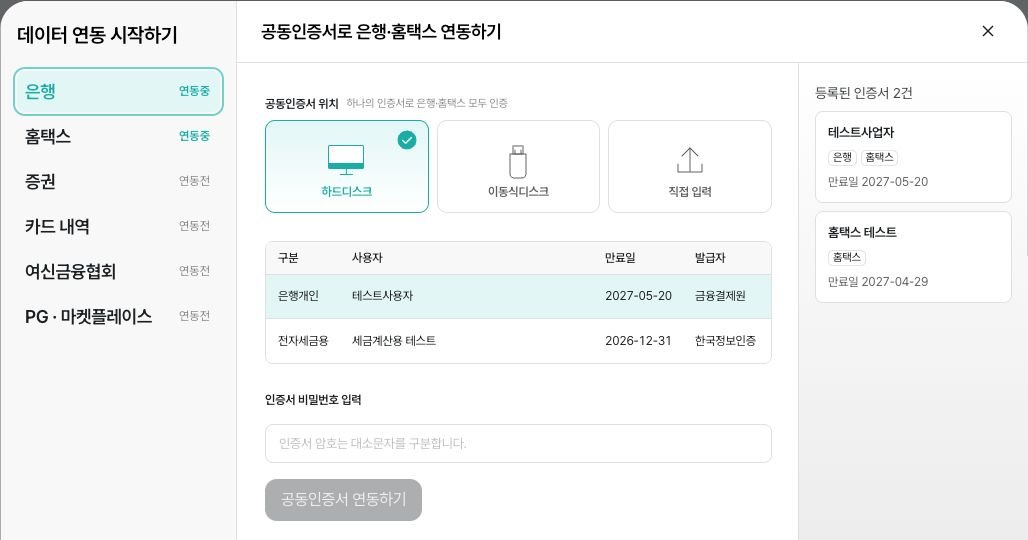 데이터 연동 시작하기
은행 연동중
홈택스 연동중
증권 연동전
카드 내역 연동전
여신금융협회 연동전
PG · 마켓플레이스 연동전
공동인증서로 은행·홈택스 연동하기
공동인증서 위치 하나의 인증서로 은행·홈택스 모두 인증
하드디스크 이동식디스크 직접 입력
구분 사용자 만료일 발급자
은행개인 테스트사용자 2027-05-20 금융결제원
전자세금용 세금계산용 테스트 2026-12-31 한국정보인증
인증서 비밀번호 입력
인증서 암호는 대소문자를 구분합니다.
공동인증서 연동하기
등록된 인증서 2건
테스트사업자
은행 홈택스
만료일 2027-05-20
홈택스 테스트
홈택스
만료일 2027-04-29